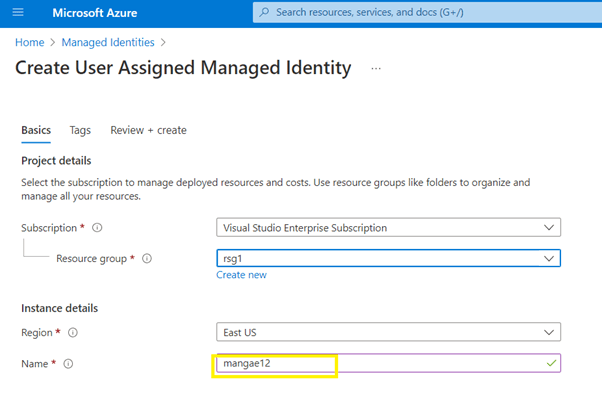 Microsoft Azure
Search resources, services, and docs (G+/)
Home > Managed Identities >
Create User Assigned Managed Identity ...
Basics Tags Review + create
Project details
Select the subscription to manage deployed resources and costs. Use resource groups like folders to organize and
manage all your resources.
Subscription * Visual Studio Enterprise Subscription
Resource group * rsg1
Create new
Instance details
Region * East US
Name * mangae12